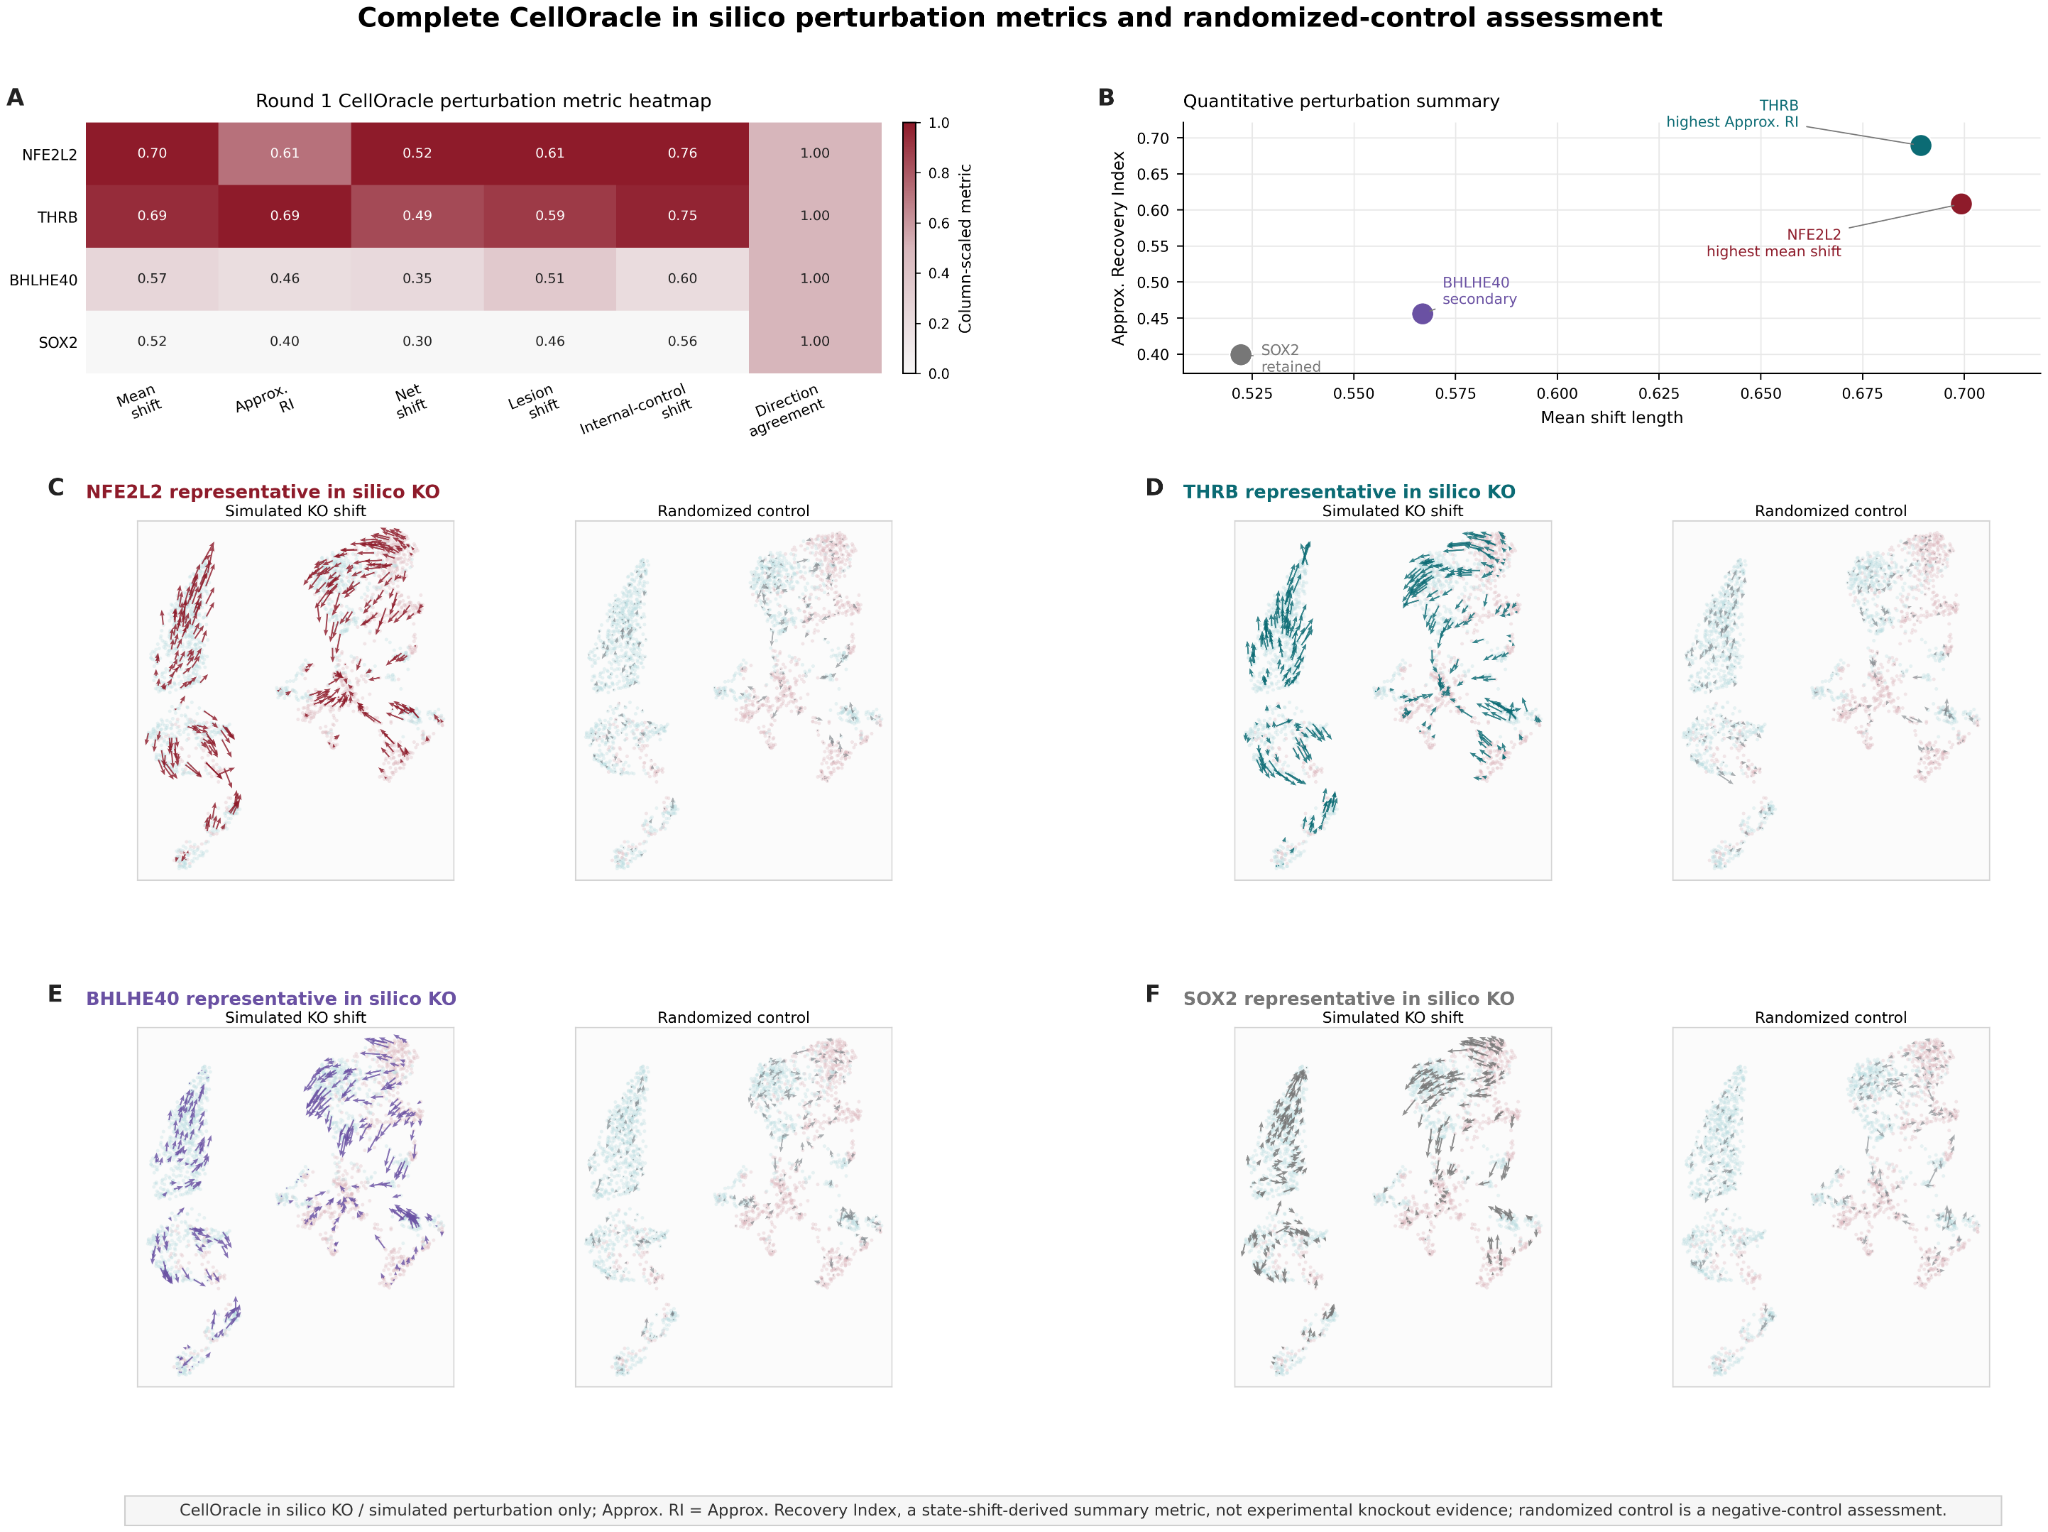 Complete CellOracle in silico perturbation metrics and randomized-control assessment
A
Round 1 CellOracle perturbation metric heatmap
NFE2L2
THRB
BHLHE40
SOX2
0.70 0.61 0.52 0.61 0.76 1.00
0.69 0.69 0.49 0.59 0.75 1.00
0.57 0.46 0.35 0.51 0.60 1.00
0.52 0.40 0.30 0.46 0.56 1.00
Mean
shift
Approx.
RI
Net
shift
Lesion
shift
Internal-control
shift
Direction
agreement
1.0
0.8
0.6
0.4
0.2
0.0
Column-scaled metric
B
Quantitative perturbation summary
THRB
highest Approx. RI
NFE2L2
highest mean shift
BHLHE40
secondary
SOX2
retained
Approx. Recovery Index
0.70
0.65
0.60
0.55
0.50
0.45
0.40
0.525 0.550 0.575 0.600 0.625 0.650 0.675 0.700
Mean shift length
C
NFE2L2 representative in silico KO
Simulated KO shift
Randomized control
D
THRB representative in silico KO
Simulated KO shift
Randomized control
E
BHLHE40 representative in silico KO
Simulated KO shift
Randomized control
F
SOX2 representative in silico KO
Simulated KO shift
Randomized control
CellOracle in silico KO / simulated perturbation only; Approx. RI = Approx. Recovery Index, a state-shift-derived summary metric, not experimental knockout evidence; randomized control is a negative-control assessment.